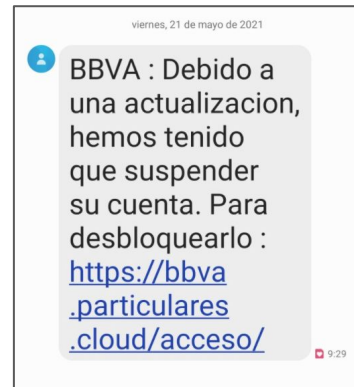 viernes, 21 de mayo de 2021
BBVA : Debido a
una actualizacion,
hemos tenido
que suspender
su cuenta. Para
desbloquearlo :
https://bbva
.particulares
.cloud/acceso/
9:29